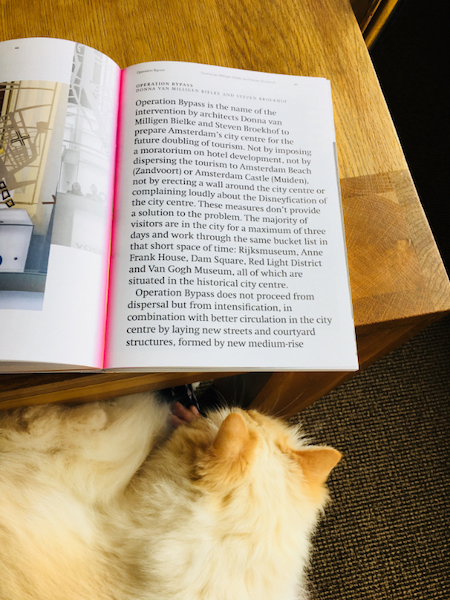 Operation Bypass
OPERATION BYPASS
DONNA VAN MILLIGEN BIELKE AND STEVEN BROEKHOF
Operation Bypass is the name of the
intervention by architects Donna van
Milligen Bielke and Steven Broekhof to
prepare Amsterdam's city centre for the
future doubling of tourism. Not by imposing
a moratorium on hotel development, not by
dispersing the tourism to Amsterdam Beach
(Zandvoort) or Amsterdam Castle (Muiden),
not by erecting a wall around the city centre or
complaining loudly about the Disneyfication of
the city centre. These measures don't provide
a solution to the problem. The majority of
visitors are in the city for a maximum of three
days and work through the same bucket list in
that short space of time: Rijksmuseum, Anne
Frank House, Dam Square, Red Light District
and Van Gogh Museum, all of which are
situated in the historical city centre.
Operation Bypass does not proceed from
dispersal but from intensification, in
combination with better circulation in the city
centre by laying new streets and courtyard
structures, formed by new medium-rise